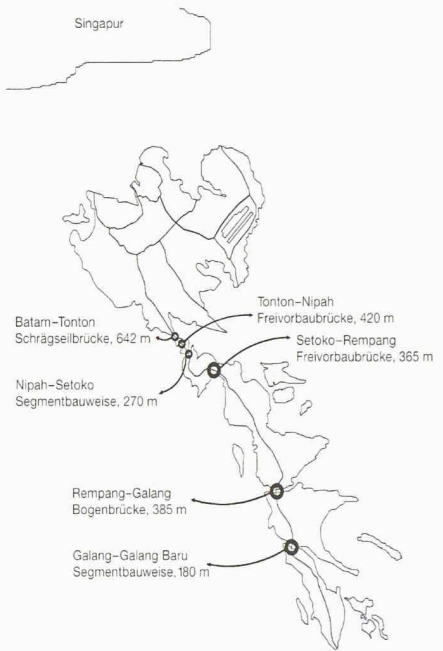 Singapur
Tonton–Nipah
Freivorbaubrücke, 420 m
Batam–Tonton
Schrägseilbrücke, 642 m
Setoko–Rempang
Freivorbaubrücke, 365 m
Nipah–Setoko
Segmentbauweise, 270 m
Rempang–Galang
Bogenbrücke, 385 m
Galang–Galang Baru
Segmentbauweise, 180 m